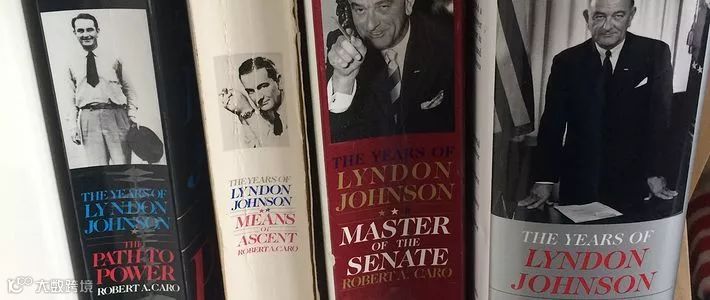 THE YEARS OF
LYNDON
JOHNSON
THE
PATH TO
POWER
ROBERT A. CARO
THE YEARS OF
LYNDON
JOHNSON
MEANS
OF
ASCENT
ROBERT A. CARO
THE YEARS OF
LYNDON
JOHNSON
MASTER
OF THE
SENATE
ROBERT A. CARO
THE YEARS OF
LYNDON
JOHNSON
大数跨境